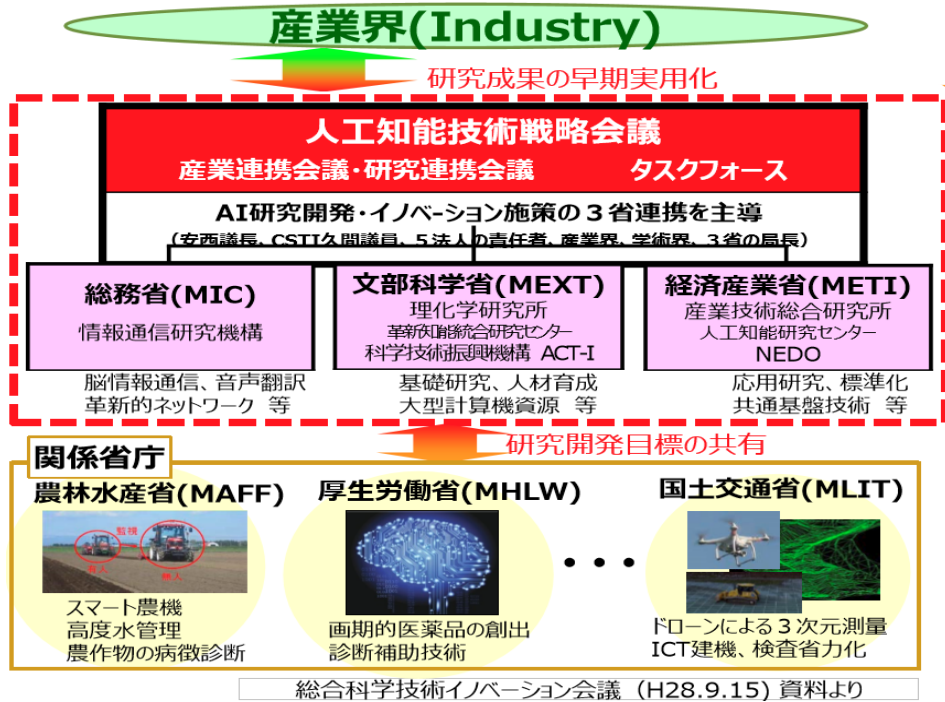 産業界(Industry)
研究成果の早期実用化
人工知能技術戦略会議
産業連携会議・研究連携会議 タスクフォース
AI研究開発・イノベーション施策の３省連携を主導
（安西議長、CSTI久間議員、５法人の責任者、産業界、学術界、３省の局長）
総務省(MIC)
情報通信研究機構
脳情報通信、音声翻訳
革新的ネットワーク 等
文部科学省(MEXT)
理化学研究所
革新知能統合研究センター
科学技術振興機構 ACT-I
基礎研究、人材育成
大型計算機資源 等
経済産業省(METI)
産業技術総合研究所
人工知能研究センター
NEDO
応用研究、標準化
共通基盤技術 等
研究開発目標の共有
関係省庁
農林水産省(MAFF)
監視
有人
無人
スマート農機
高度水管理
農作物の病徴診断
厚生労働省(MHLW)
画期的医薬品の創出
診断補助技術
・・・
国土交通省(MLIT)
ドローンによる３次元測量
ICT建機、検査省力化
総合科学技術イノベーション会議（H28.9.15) 資料より